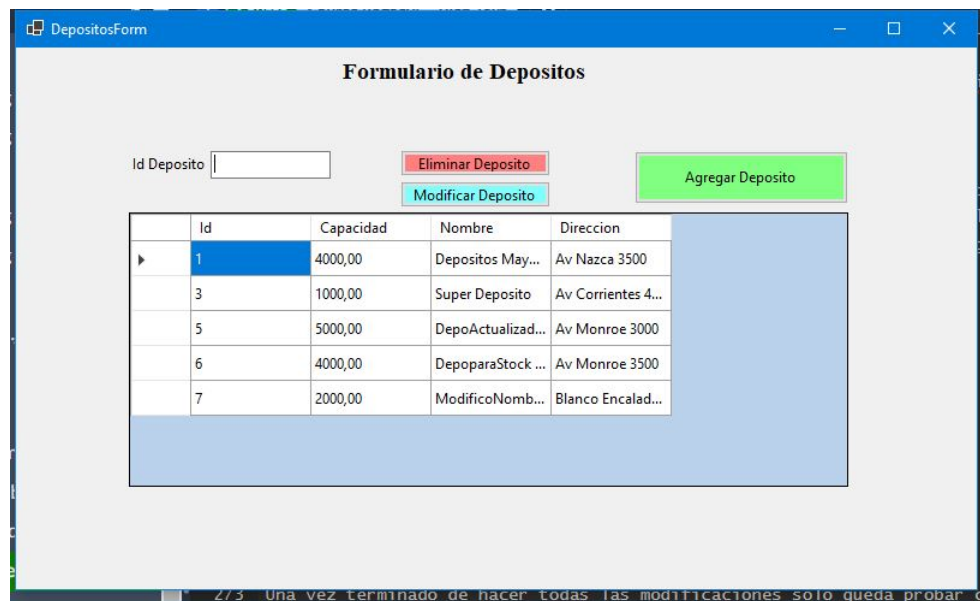 DepositosForm
Formulario de Depositos
Id Deposito
Eliminar Deposito
Modificar Deposito
Agregar Deposito
Id Capacidad Nombre Direccion
1 4000,00 Depositos May... Av Nazca 3500
3 1000,00 Super Deposito Av Corrientes 4...
5 5000,00 DepoActualizad... Av Monroe 3000
6 4000,00 DepoparaStock ... Av Monroe 3500
7 2000,00 ModificoNomb... Blanco Encalad...
273 Una vez terminado de hacer todas las modificaciones solo queda probar